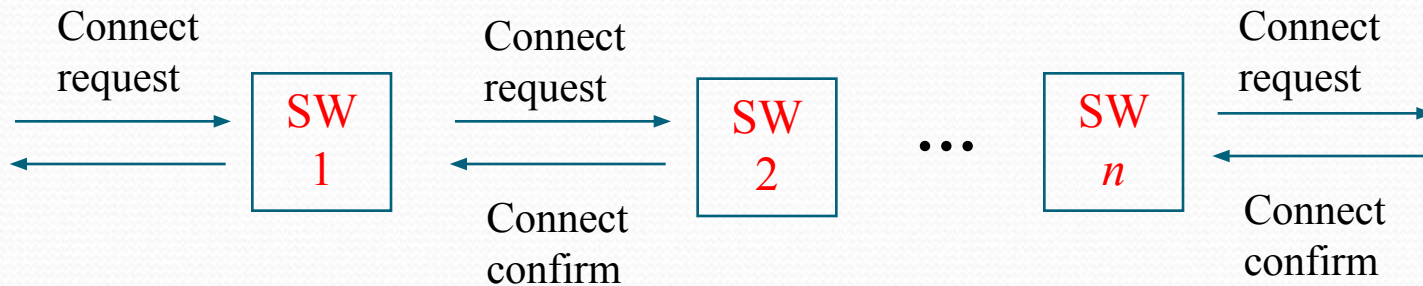 Connect
request
SW
1
Connect
confirm
Connect
request
SW
2
...
SW
n
Connect
request
Connect
confirm